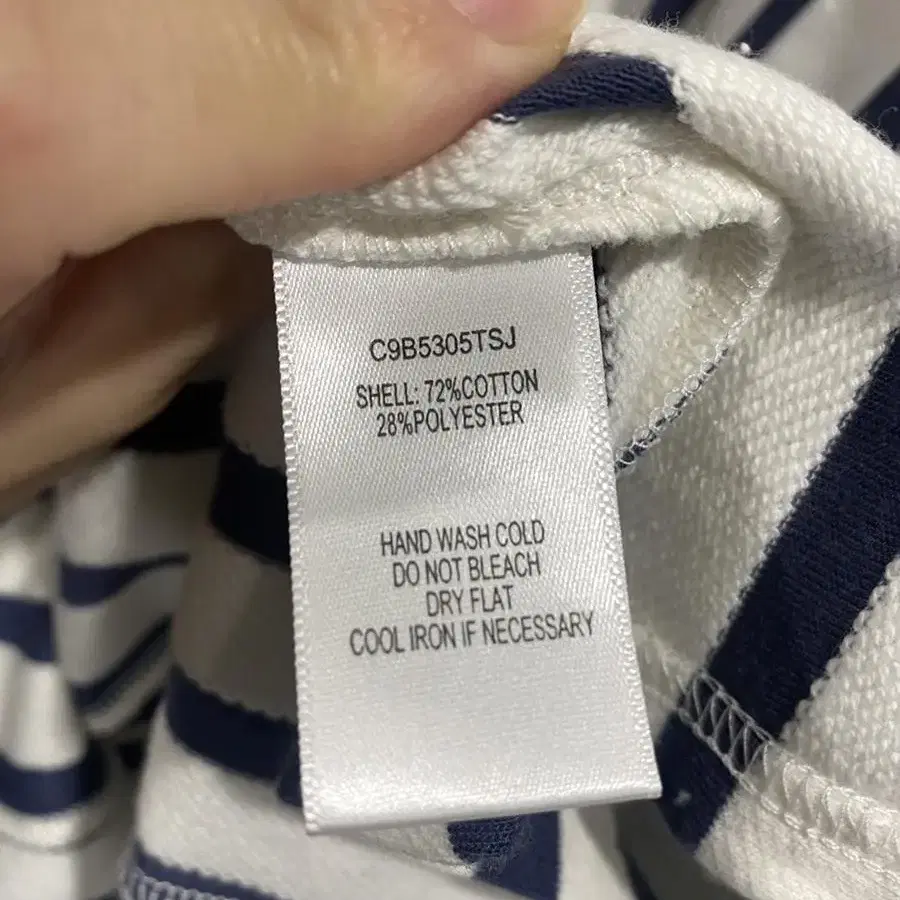 C9B5305TSJ
SHELL: 72%COTTON
28%POLYESTER
HAND WASH COLD
DO NOT BLEACH
DRY FLAT
COOL IRON IF NECESSARY